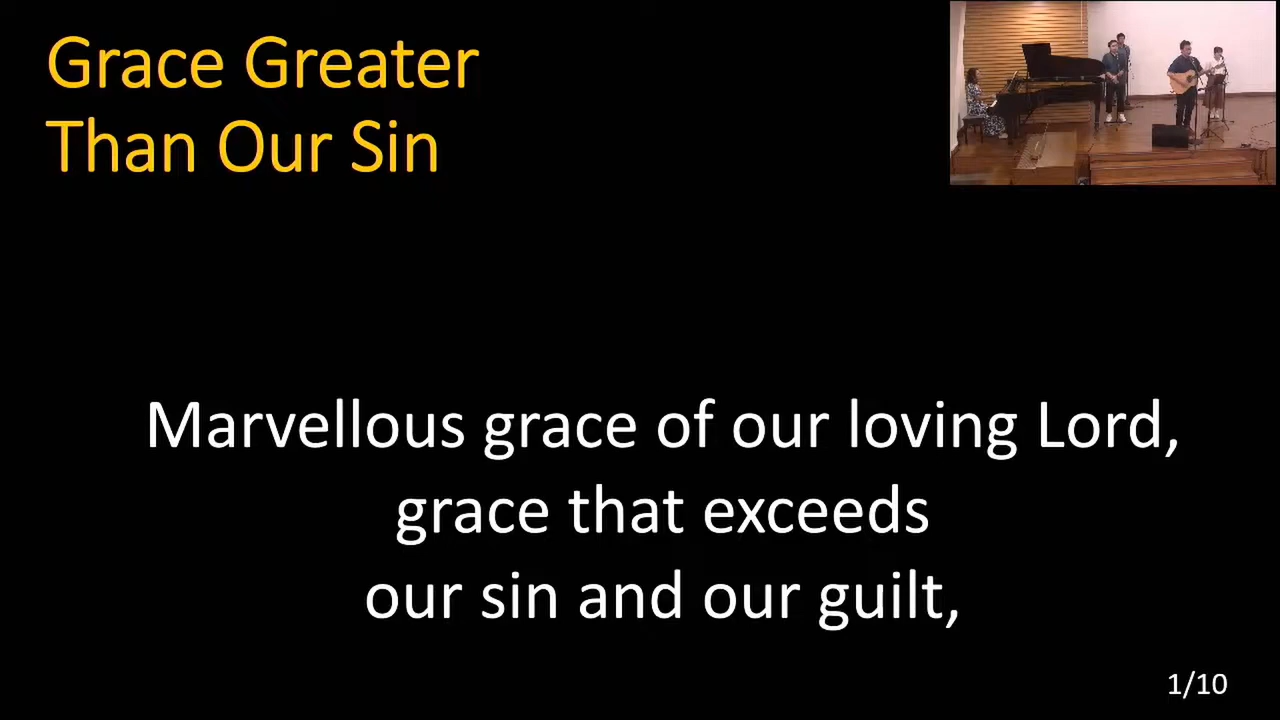 Grace Greater
Than Our Sin
Marvellous grace of our loving Lord,
grace that exceeds
our sin and our guilt,
1/10